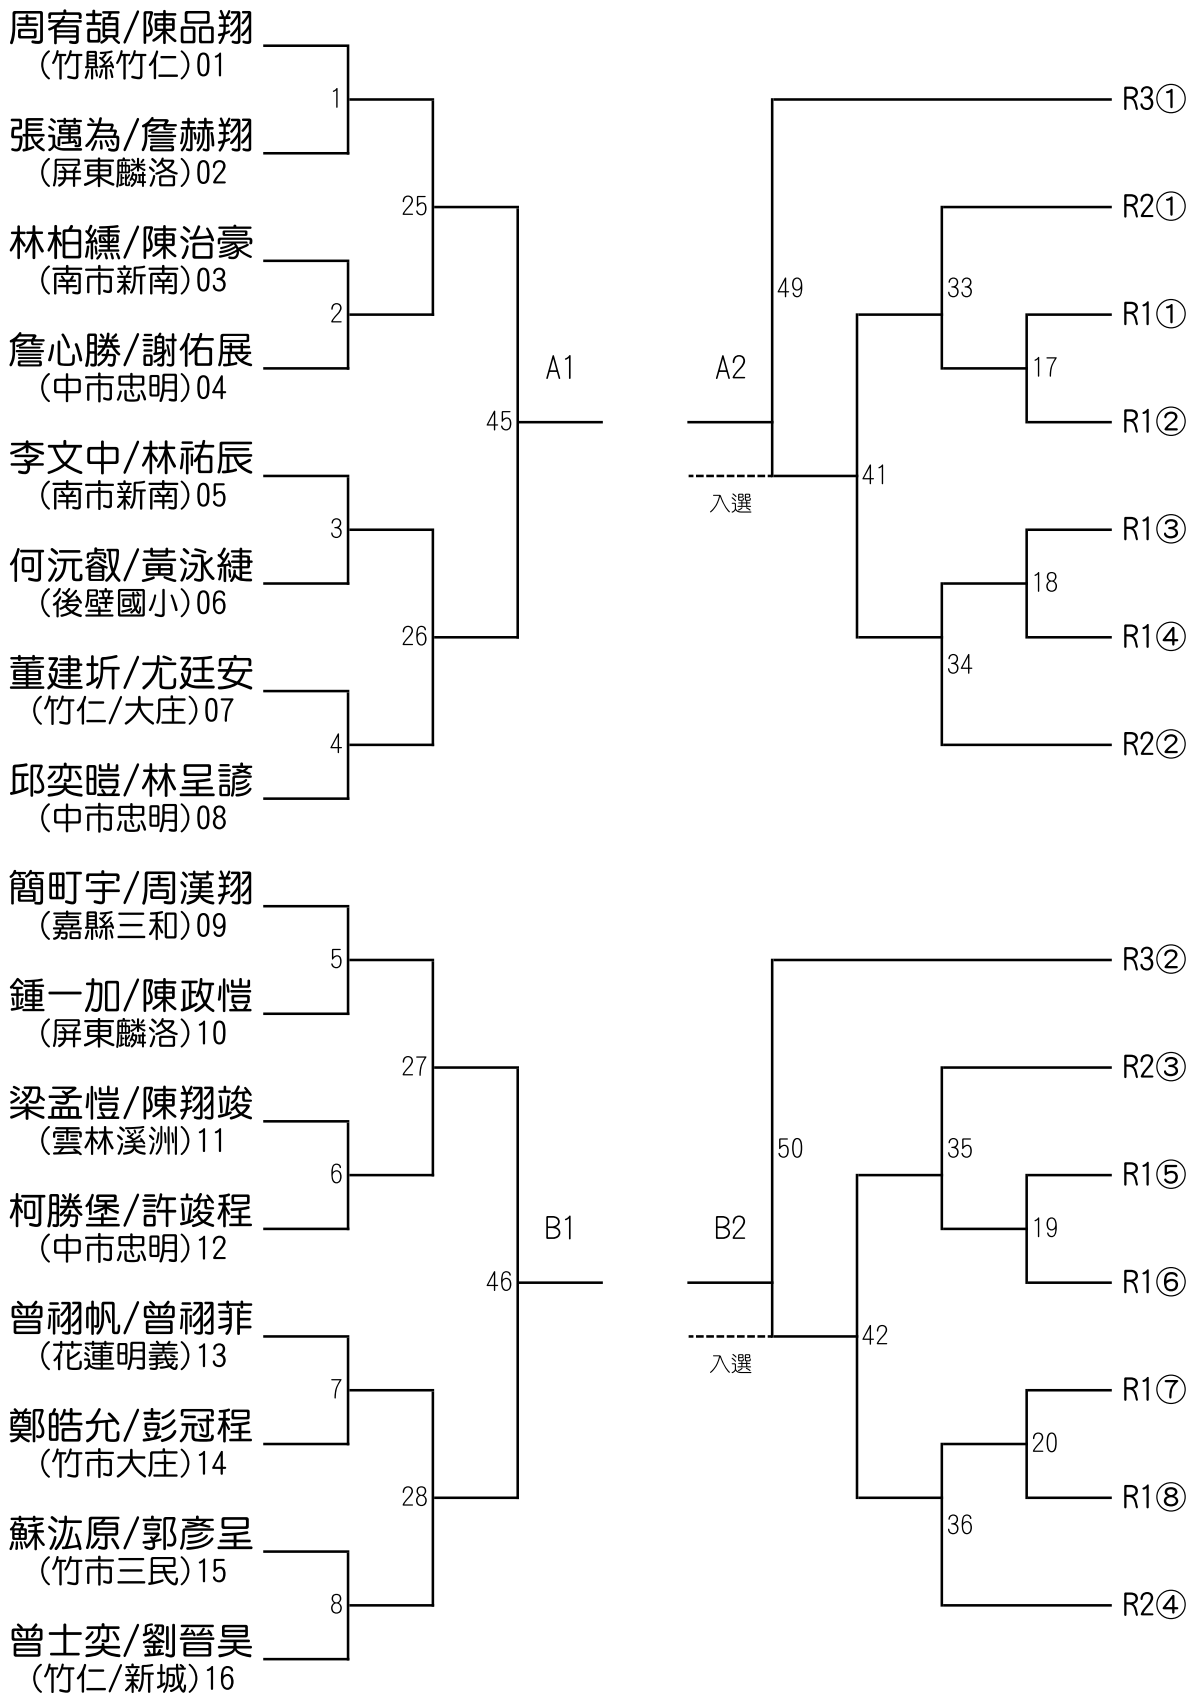 周宥頡/陳品翔
(竹縣竹仁)01
1
張邁為/詹赫翔
(屏東麟洛)02
25
林柏纁/陳治豪
(南市新南)03
2
詹心勝/謝佑展
(中市忠明)04
A1
45
李文中/林祐辰
(南市新南)05
3
何沅叡/黃泳緁
(後壁國小)06
26
董建圻/尤廷安
(竹仁/大庄)07
4
邱奕暟/林呈諺
(中市忠明)08
R3①
R2①
49
33
R1①
A2
17
R1②
41
入選
R1③
18
R1④
34
R2②
簡町宇/周漢翔
(嘉縣三和)09
5
鍾一加/陳政愷
(屏東麟洛)10
27
梁孟愷/陳翔竣
(雲林溪洲)11
6
柯勝堡/許竣程
(中市忠明)12
B1
46
曾祤帆/曾祤菲
(花蓮明義)13
7
鄭皓允/彭冠程
(竹市大庄)14
28
蘇汯原/郭彥呈
(竹市三民)15
8
曾士奕/劉晉昊
(竹仁/新城)16
R3②
R2③
50
35
R1⑤
B2
19
R1⑥
42
入選
R1⑦
20
R1⑧
36
R2④